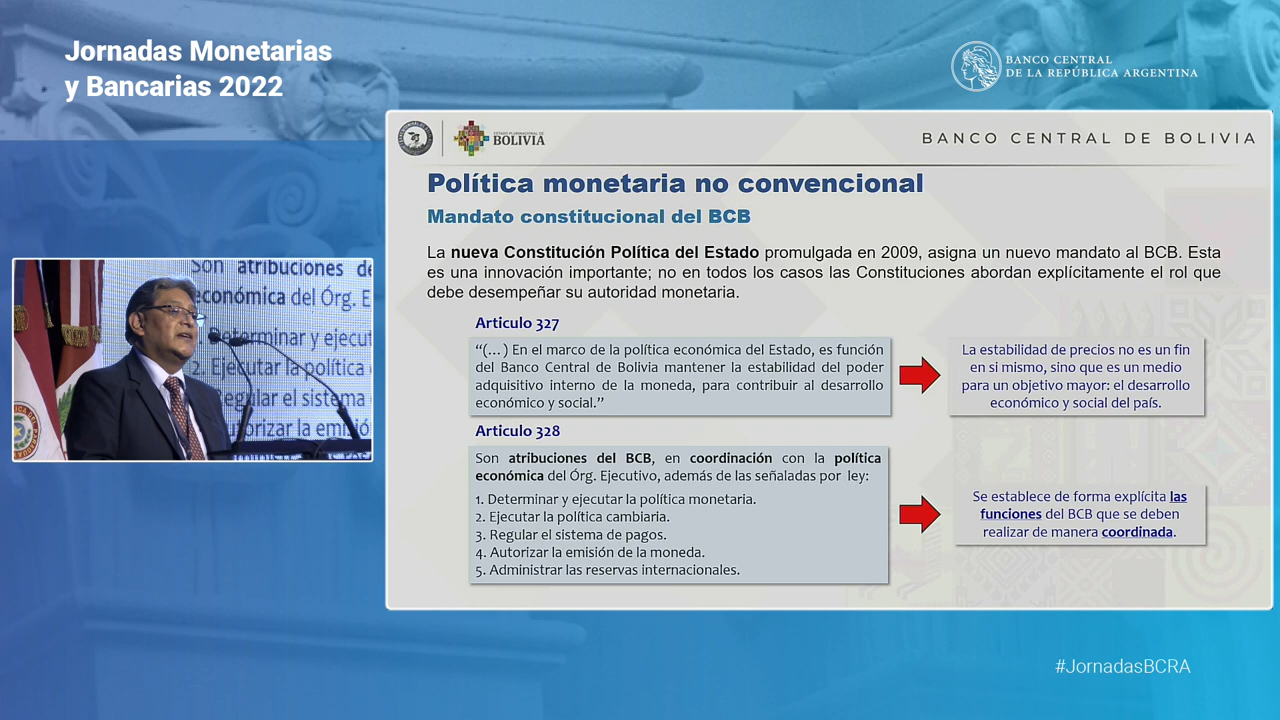 Jornadas Monetarias
y Bancarias 2022
BANCO CENTRAL
DE LA REPÚBLICA ARGENTINA
ESTADO PLURINACIONAL DE
BOLIVIA
BANCO CENTRAL DE BOLIVIA
Política monetaria no convencional
Mandato constitucional del BCB
La nueva Constitución Política del Estado promulgada en 2009, asigna un nuevo mandato al BCB. Esta
es una innovación importante; no en todos los casos las Constituciones abordan explícitamente el rol que
debe desempeñar su autoridad monetaria.
Articulo 327
“(…) En el marco de la política económica del Estado, es función
del Banco Central de Bolivia mantener la estabilidad del poder
adquisitivo interno de la moneda, para contribuir al desarrollo
económico y social.”
La estabilidad de precios no es un fin
en si mismo, sino que es un medio
para un objetivo mayor: el desarrollo
económico y social del país.
Articulo 328
Son atribuciones del BCB, en coordinación con la política
económica del Órg. Ejecutivo, además de las señaladas por ley:
1. Determinar y ejecutar la política monetaria.
2. Ejecutar la política cambiaria.
3. Regular el sistema de pagos.
4. Autorizar la emisión de la moneda.
5. Administrar las reservas internacionales.
Se establece de forma explícita las
funciones del BCB que se deben
realizar de manera coordinada.
Son atribuciones de
económica del Órg. E
Determinar y ejecut
2. Ejecutar la política
egular el sistema
#JornadasBCRA